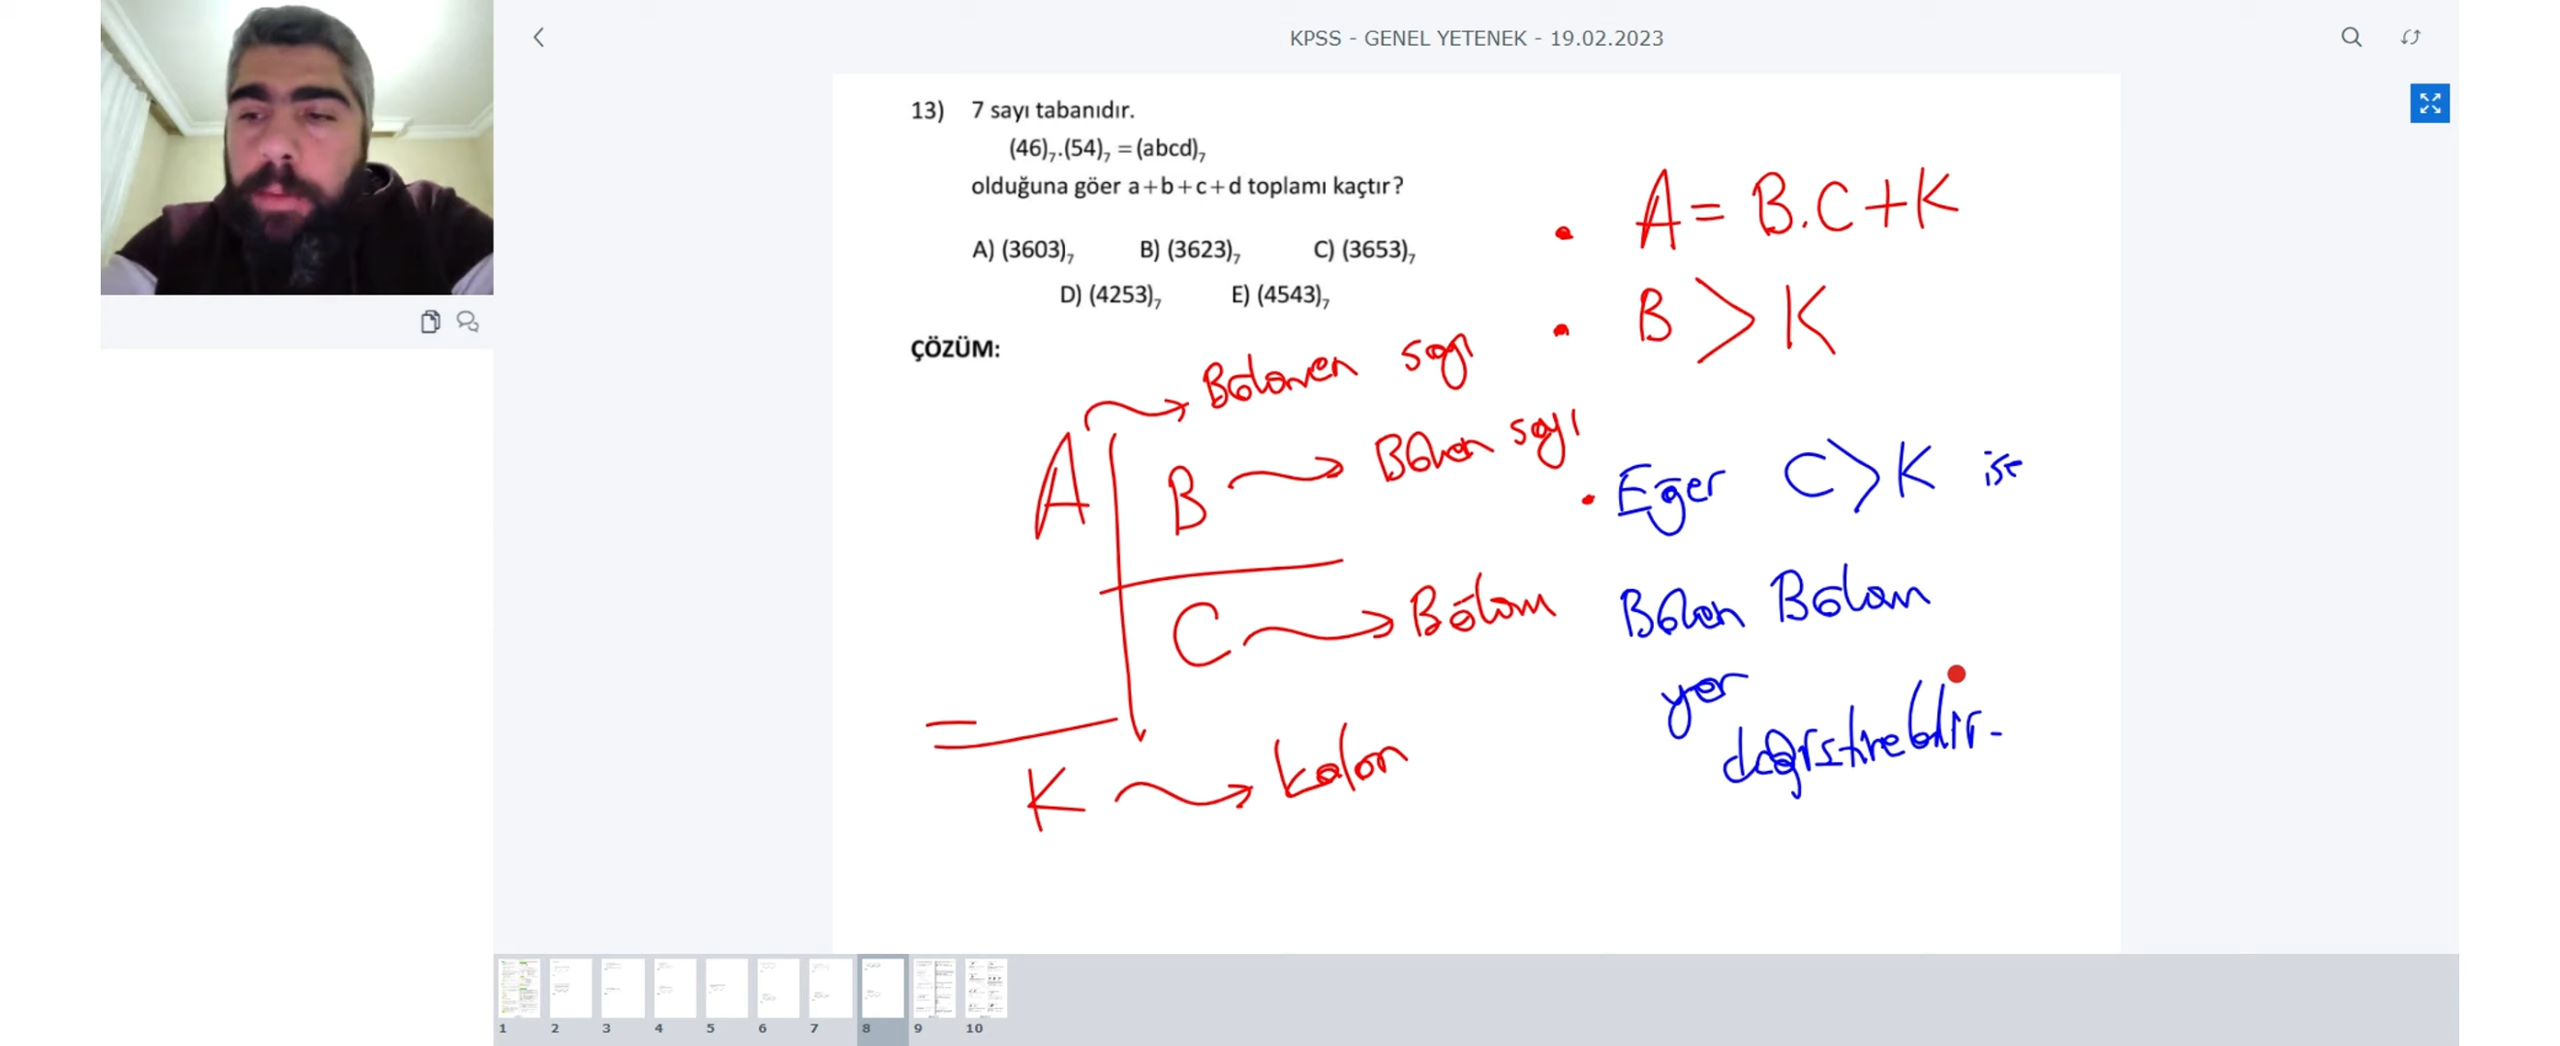 KPSS - GENEL YETENEK - 19.02.2023
13) 7 sayı tabanıdır.
(46)₇.(54)₇ = (abcd)₇
olduğuna göer a+b+c+d toplamı kaçtır?
A) (3603)₇ B) (3623)₇ C) (3653)₇
D) (4253)₇ E) (4543)₇
ÇÖZÜM:
A Bölünen sayı
B Bölen sayı
C Bölüm
K kalan
• A = B.C+K
• B > K
• Eğer C>K ise
Bölen Bölüm
yer
değiştirebilir.
1 2 3 4 5 6 7 8 9 10